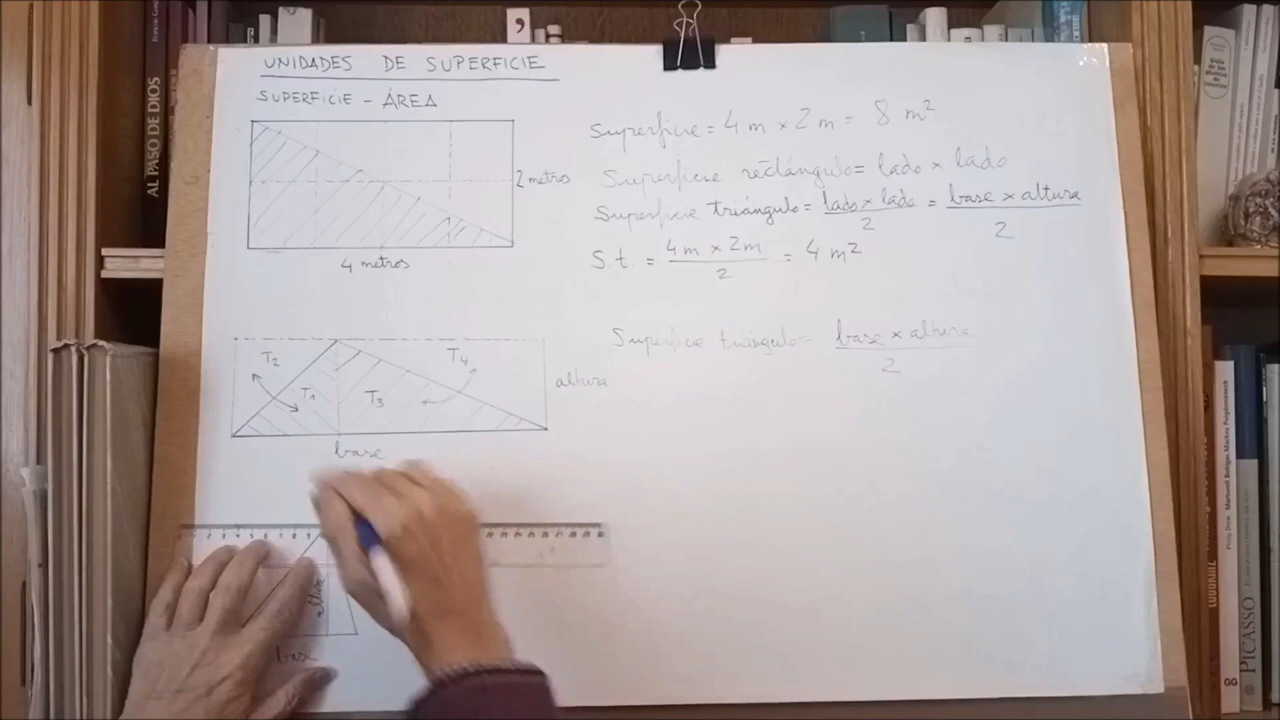 UNIDADES DE SUPERFICIE
SUPERFICIE - ÁREA
2 metros
4 metros
Superficie = 4 m x 2 m = 8 m²
Superficie rectángulo = lado x lado
Superficie triángulo = lado x lado / 2 = base x altura / 2
S.t. = 4 m x 2 m / 2 = 4 m²
Superficie triángulo = base x altura / 2
T2
T1
T3
T4
altura
base
altura
base
AL PASO DE DIOS
PICASSO